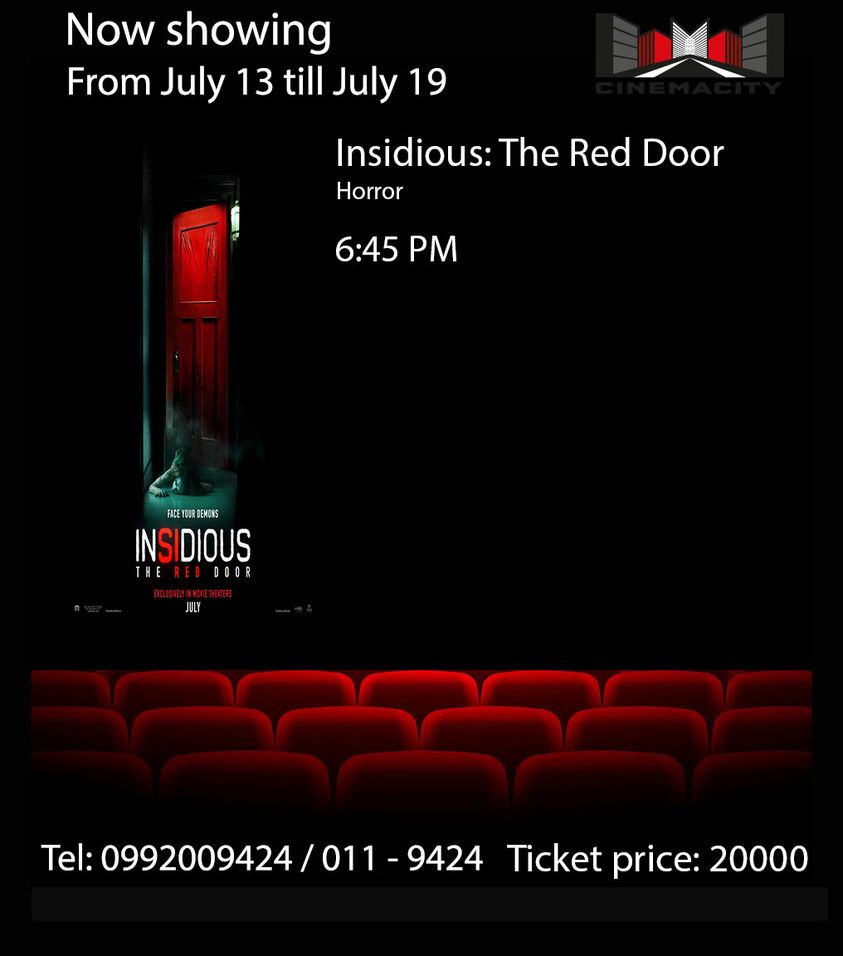 Now showing
From July 13 till July 19
CINEMACITY
Insidious: The Red Door
Horror
6:45 PM
FACE YOUR DEMONS
INSIDIOUS
THE RED DOOR
EXCLUSIVELY IN MOVIE THEATERS
JULY
Tel: 0992009424 / 011 - 9424
Ticket price: 20000